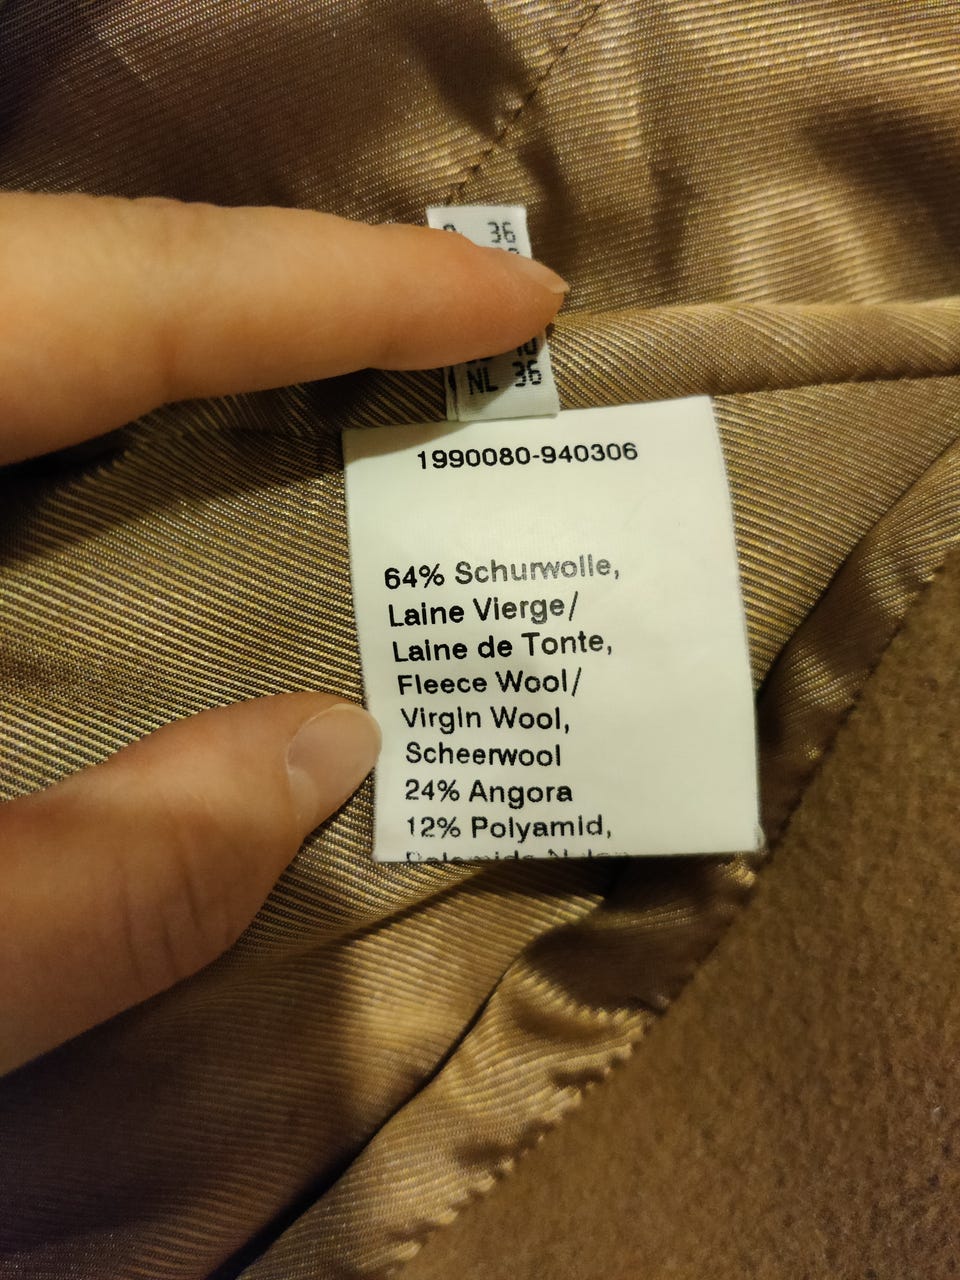 36
NL 36
1990080-940306
64% Schurwolle,
Laine Vierge/
Laine de Tonte,
Fleece Wool/
Virgin Wool,
Scheerwool
24% Angora
12% Polyamid,